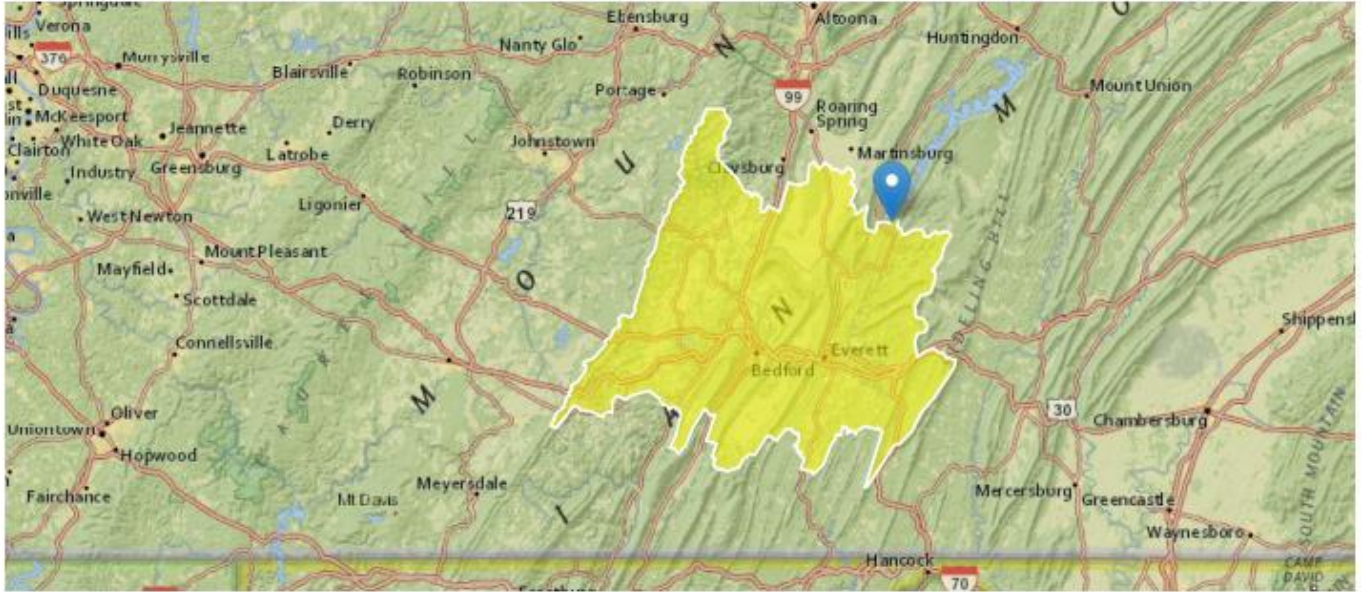 Verona
Murrysville
376
Duquesne
McKeesport
Jeannette
White Oak
Clairton
Greensburg
Industry
West Newton
Mount Pleasant
Mayfield
Scottdale
Connellsville
Oliver
Uniontown
Hopwood
Fairchance
Blairsville
Robinson
Derry
Latrobe
Ligonier
Nanty Glo
Ebensburg
Portage
Johnstown
219
Altoona
99
Roaring
Spring
Martinsburg
Huntingdon
Mount Union
Everett
Bedford
Meyersdale
Mt Davis
30
Chambersburg
Mercersburg
Greencastle
Waynesboro
SOUTH MOUNTAIN
CAMP
DAVID
Hancock
70